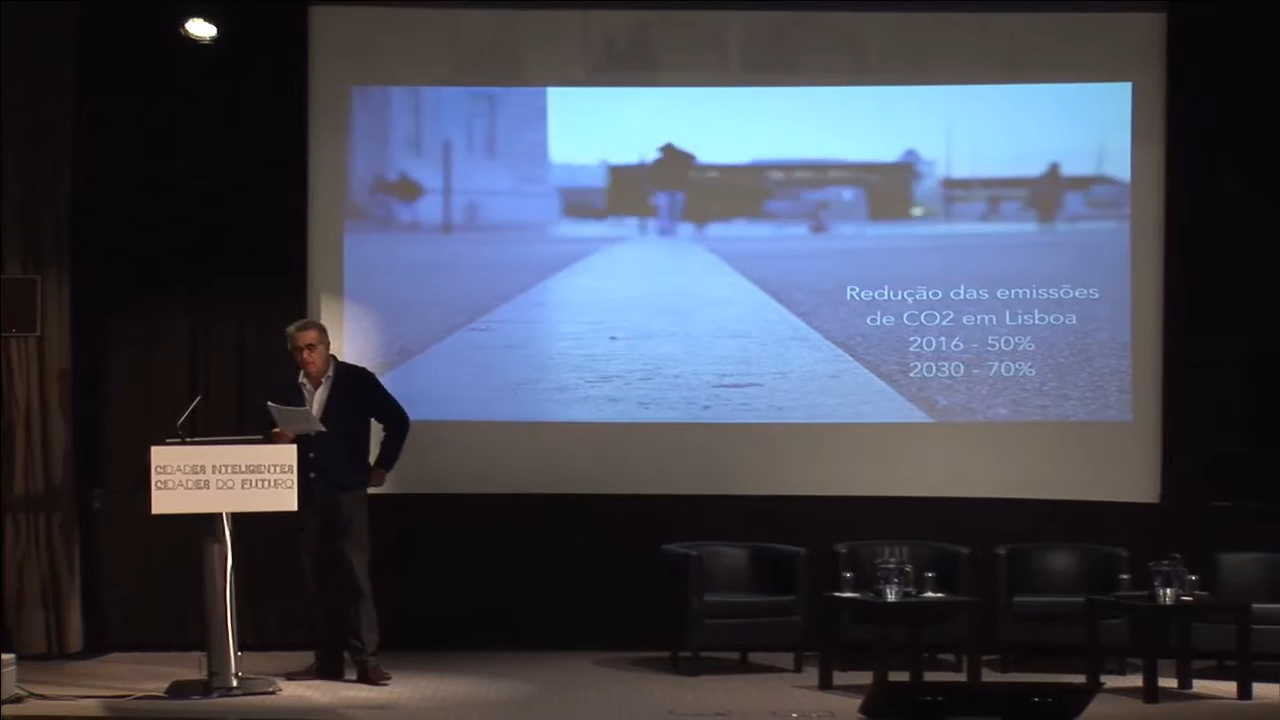 Redução das emissões
de CO2 em Lisboa
2016 - 50%
2030 - 70%
CIDADES INTELIGENTES
CIDADES DO FUTURO